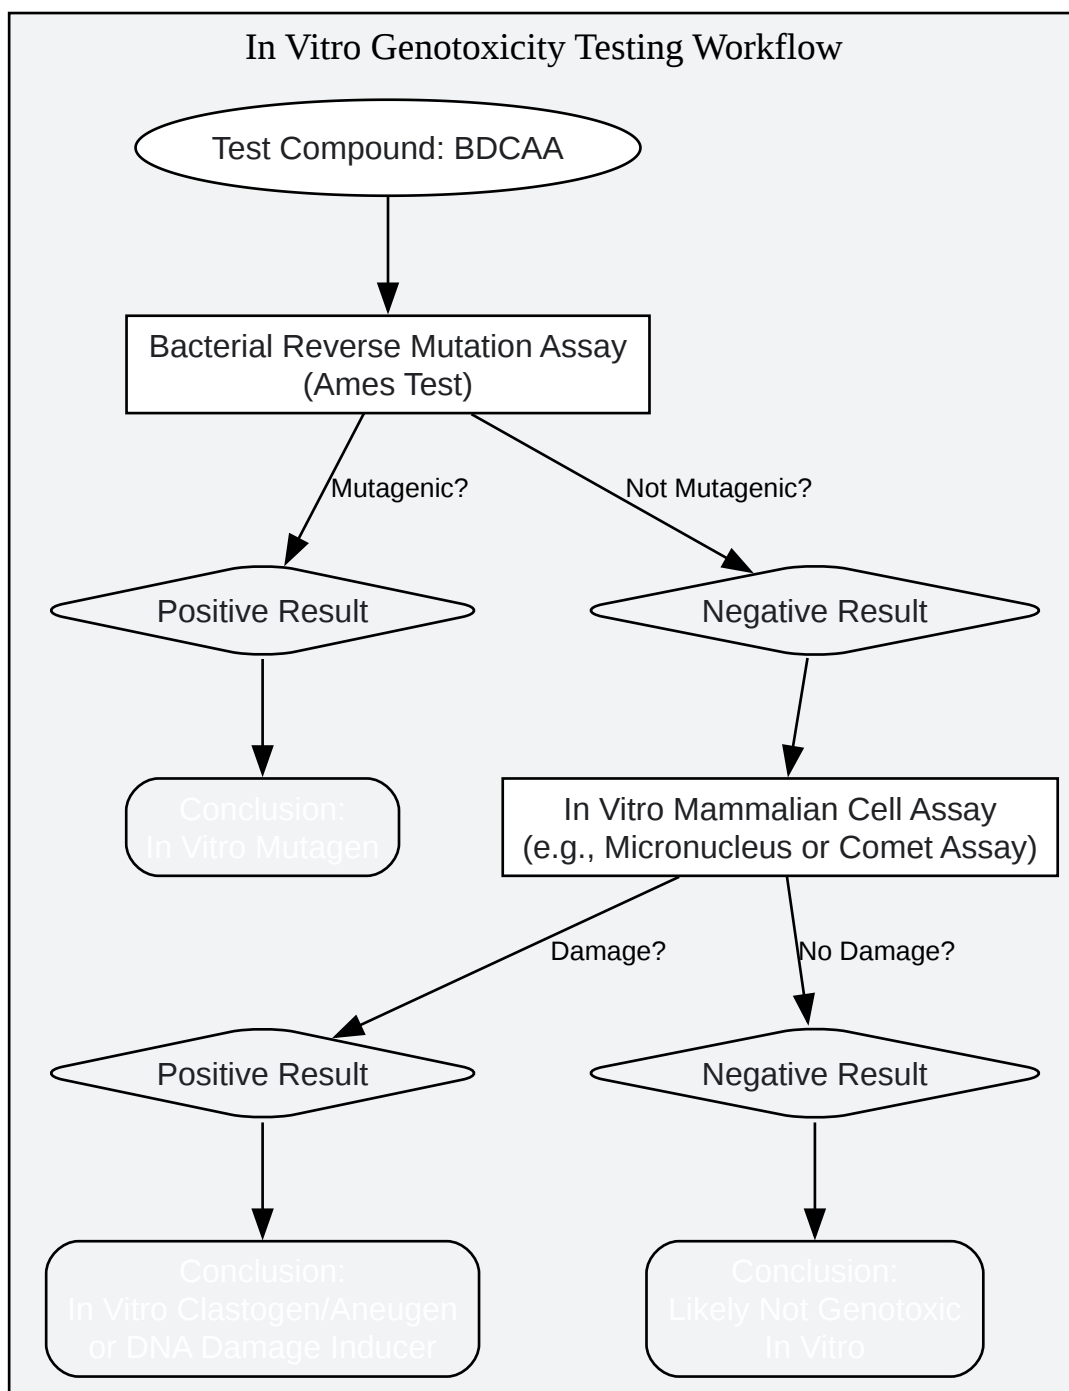 In Vitro Genotoxicity Testing Workflow
Test Compound: BDCAA
Bacterial Reverse Mutation Assay
(Ames Test)
Mutagenic?
Not Mutagenic?
Positive Result
Negative Result
Conclusion:
In Vitro Mutagen
In Vitro Mammalian Cell Assay
(e.g., Micronucleus or Comet Assay)
Damage?
No Damage?
Positive Result
Negative Result
Conclusion:
In Vitro Clastogen/Aneugen
or DNA Damage Inducer
Conclusion:
Likely Not Genotoxic
In Vitro